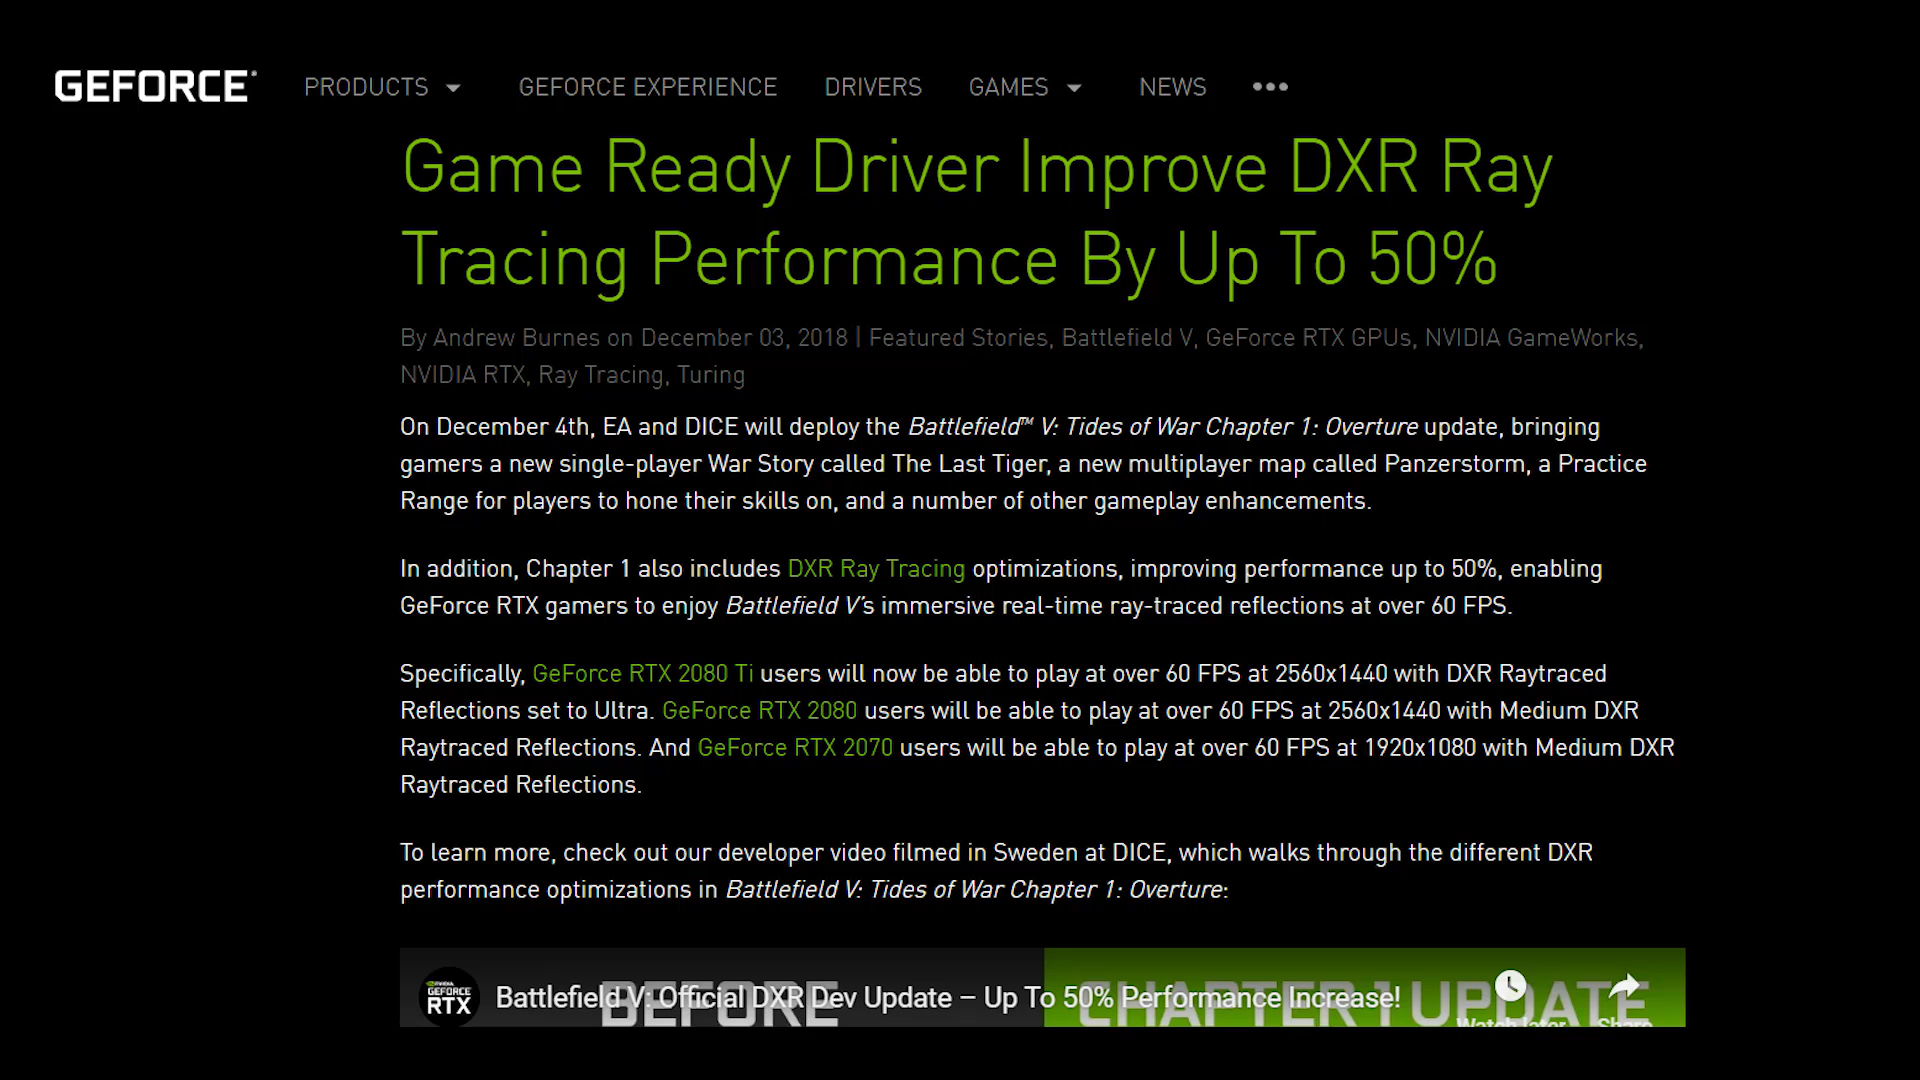 GEFORCE
PRODUCTS
GEFORCE EXPERIENCE
DRIVERS
GAMES
NEWS
Game Ready Driver Improve DXR Ray
Tracing Performance By Up To 50%
By Andrew Burnes on December 03, 2018 | Featured Stories, Battlefield V, GeForce RTX GPUs, NVIDIA GameWorks,
NVIDIA RTX, Ray Tracing, Turing
On December 4th, EA and DICE will deploy the Battlefield™ V: Tides of War Chapter 1: Overture update, bringing
gamers a new single-player War Story called The Last Tiger, a new multiplayer map called Panzerstorm, a Practice
Range for players to hone their skills on, and a number of other gameplay enhancements.
In addition, Chapter 1 also includes DXR Ray Tracing optimizations, improving performance up to 50%, enabling
GeForce RTX gamers to enjoy Battlefield V's immersive real-time ray-traced reflections at over 60 FPS.
Specifically, GeForce RTX 2080 Ti users will now be able to play at over 60 FPS at 2560x1440 with DXR Raytraced
Reflections set to Ultra. GeForce RTX 2080 users will be able to play at over 60 FPS at 2560x1440 with Medium DXR
Raytraced Reflections. And GeForce RTX 2070 users will be able to play at over 60 FPS at 1920x1080 with Medium DXR
Raytraced Reflections.
To learn more, check out our developer video filmed in Sweden at DICE, which walks through the different DXR
performance optimizations in Battlefield V: Tides of War Chapter 1: Overture:
NVIDIA
GEFORCE
RTX
Battlefield V: Official DXR Dev Update – Up To 50% Performance Increase!
BEFORE
CHAPTER 1 UPDATE
Watch later
Share